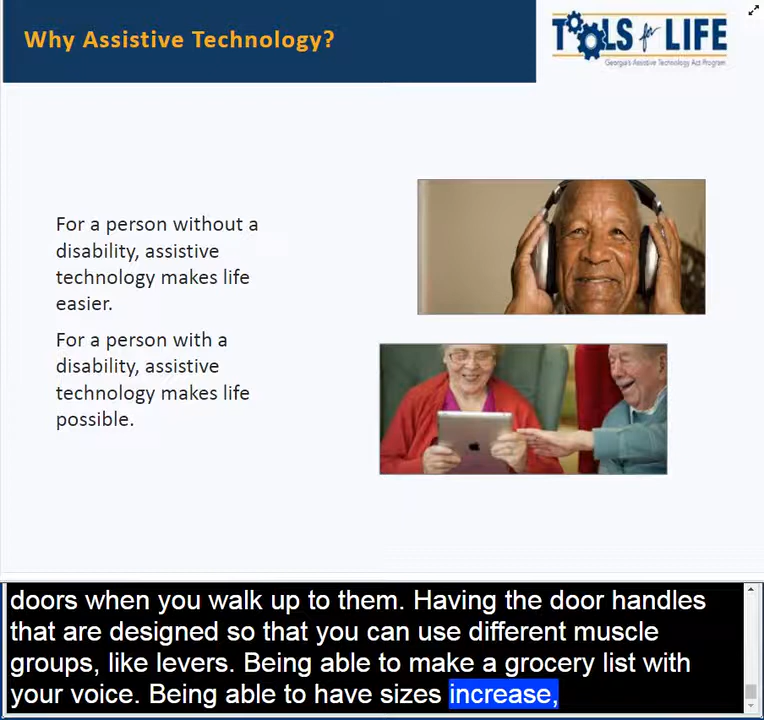 Why Assistive Technology?
TOOLS for LIFE
Georgia's Assistive Technology Act Program
For a person without a
disability, assistive
technology makes life
easier.
For a person with a
disability, assistive
technology makes life
possible.
doors when you walk up to them. Having the door handles
that are designed so that you can use different muscle
groups, like levers. Being able to make a grocery list with
your voice. Being able to have sizes increase,